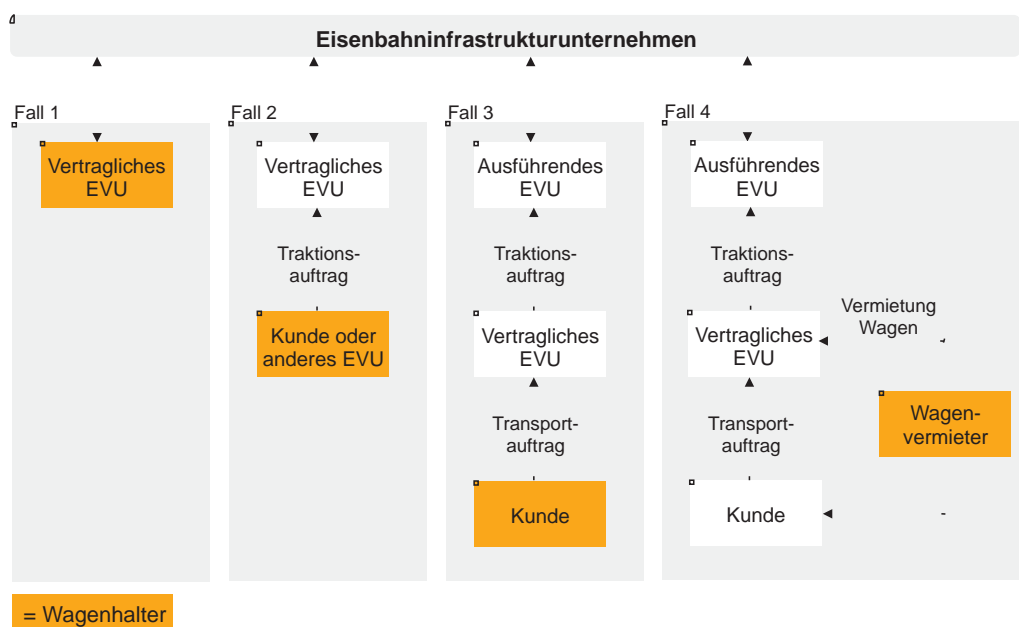 Eisenbahninfrastrukturunternehmen
Fall 1
Vertragliches
EVU
Fall 2
Vertragliches
EVU
Traktions-
auftrag
Kunde oder
anderes EVU
Fall 3
Ausführendes
EVU
Traktions-
auftrag
Vertragliches
EVU
Transport-
auftrag
Kunde
Fall 4
Ausführendes
EVU
Traktions-
auftrag
Vertragliches
EVU
Transport-
auftrag
Kunde
Vermietung
Wagen
Wagen-
vermieter
= Wagenhalter